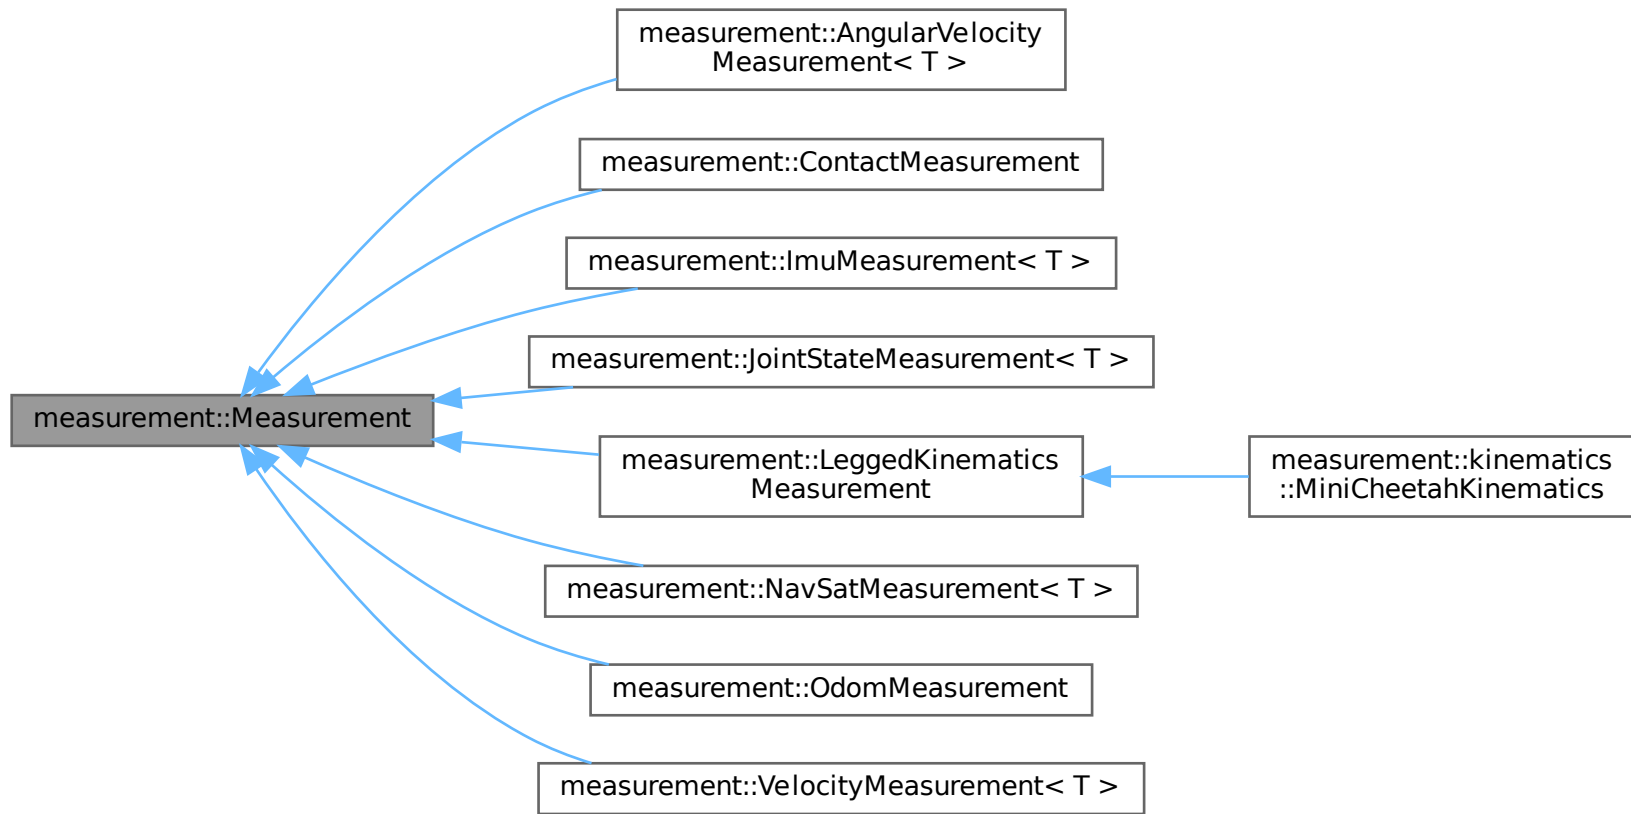 measurement::AngularVelocity
Measurement< T >
measurement::ContactMeasurement
measurement::ImuMeasurement< T >
measurement::JointStateMeasurement< T >
measurement::Measurement
measurement::LeggedKinematics
Measurement
measurement::kinematics
::MiniCheetahKinematics
measurement::NavSatMeasurement< T >
measurement::OdomMeasurement
measurement::VelocityMeasurement< T >